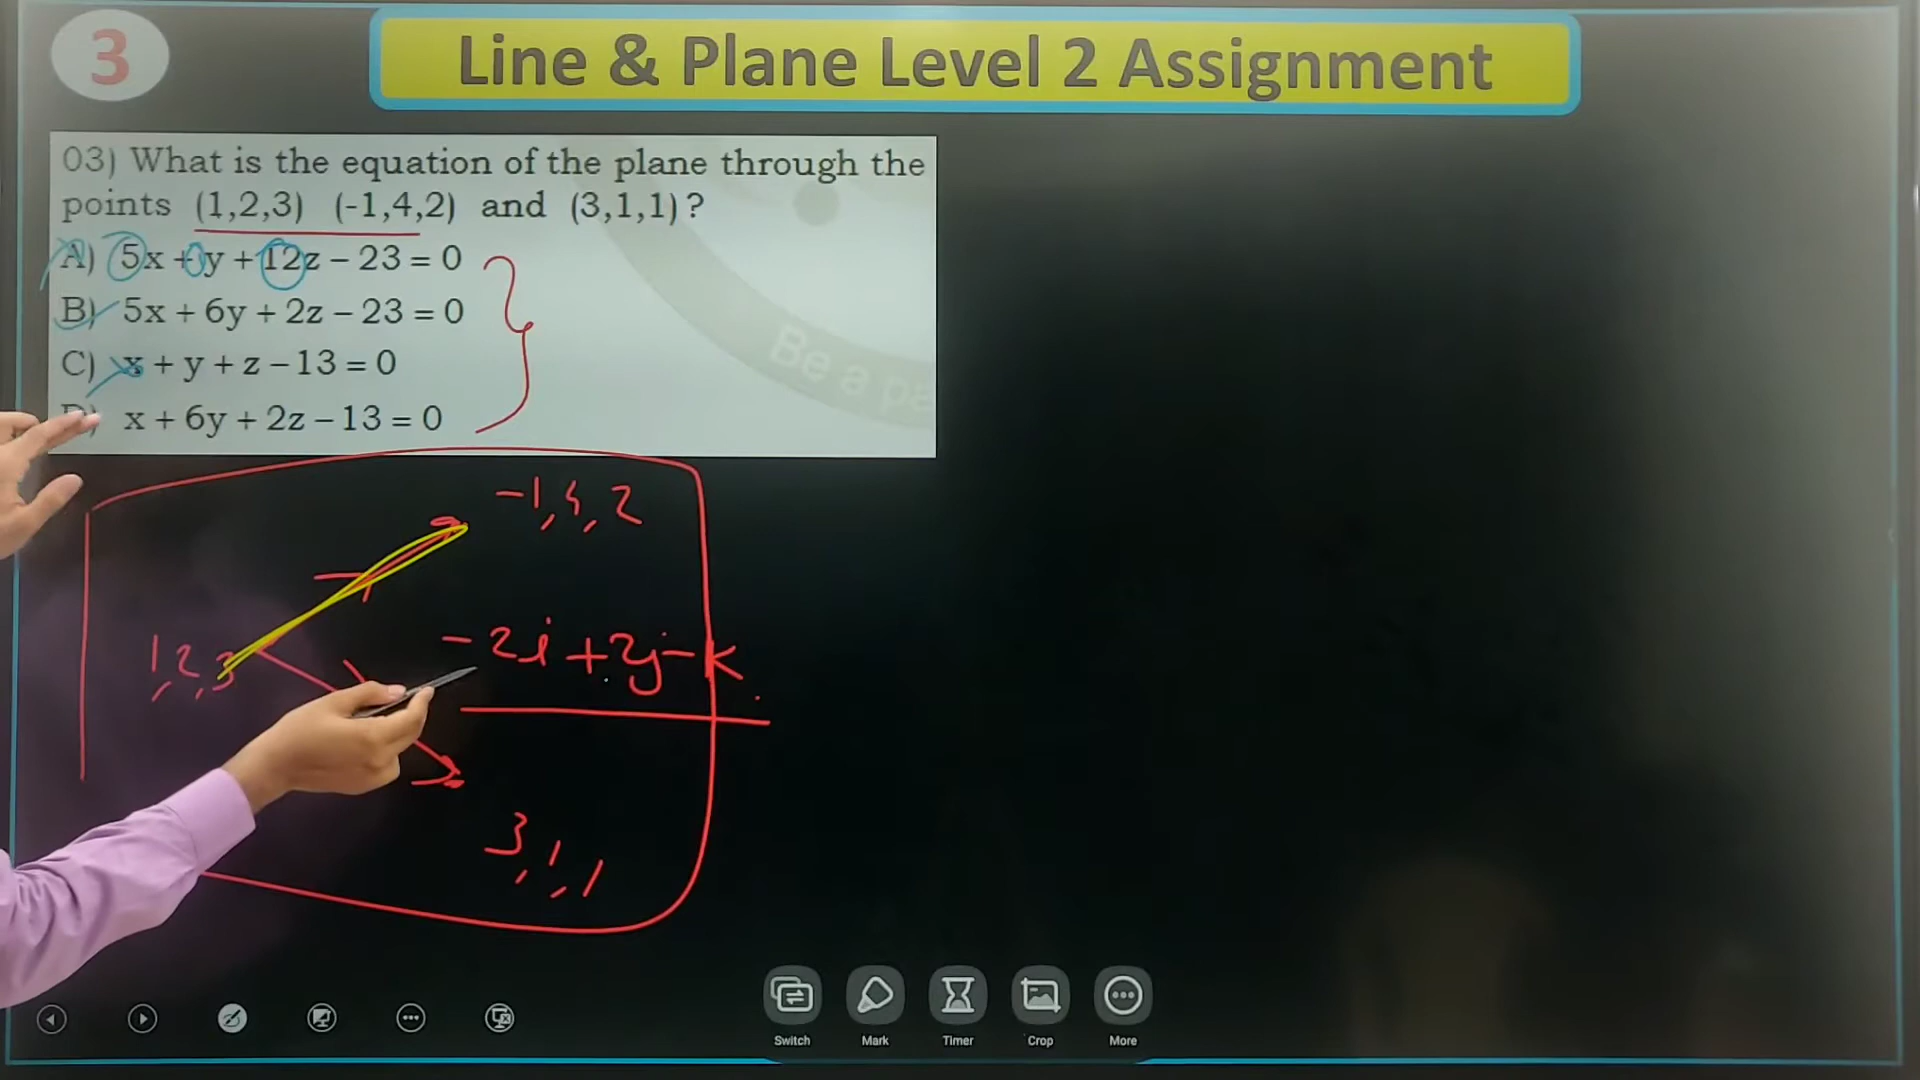 3
Line & Plane Level 2 Assignment
03) What is the equation of the plane through the
points (1,2,3) (-1,4,2) and (3,1,1)?
A) 5x + y + 12z – 23 = 0
B) 5x + 6y + 2z – 23 = 0
C) x + y + z – 13 = 0
D) x + 6y + 2z – 13 = 0
Be a pa
-1, 4, 2
1, 2, 3
-2i + 2j - k
3, 1, 1
Switch
Mark
Timer
Crop
More